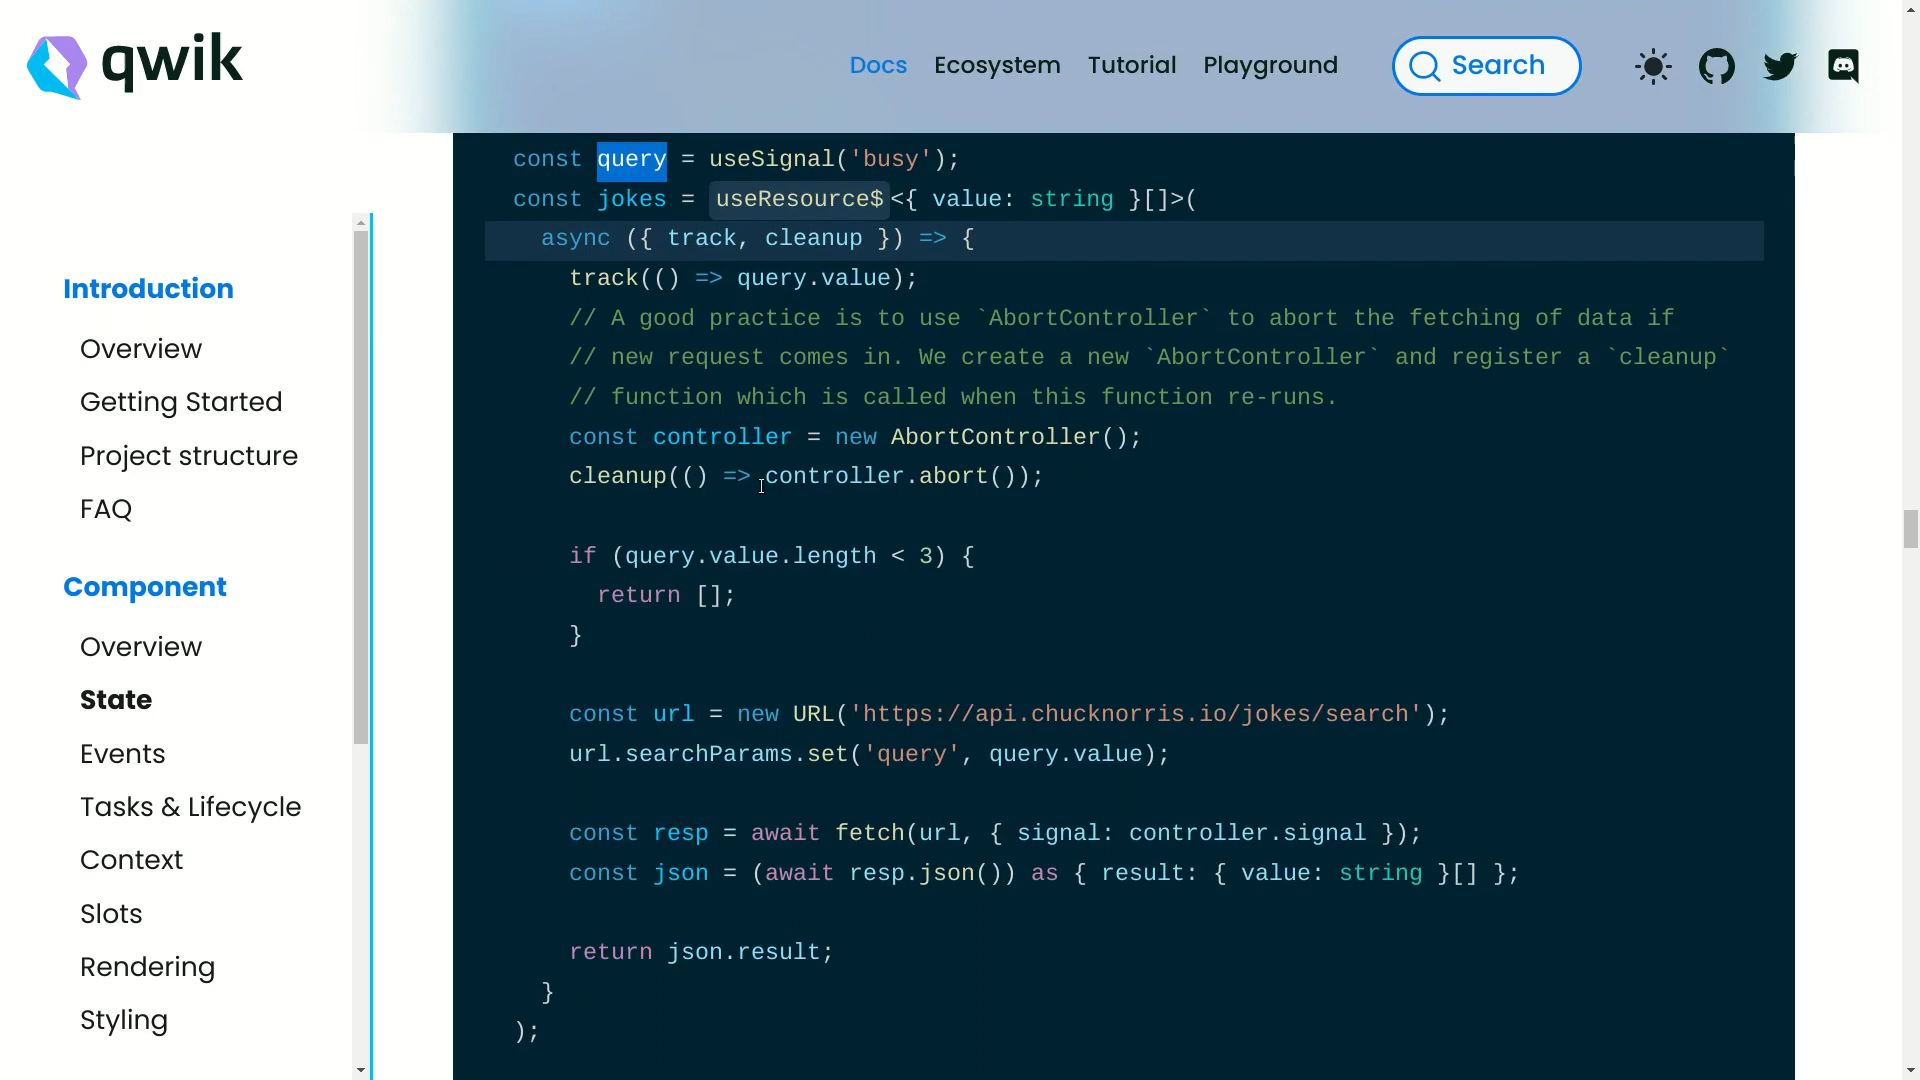 qwik
Docs Ecosystem Tutorial Playground Search
Introduction
Overview
Getting Started
Project structure
FAQ
Component
Overview
State
Events
Tasks & Lifecycle
Context
Slots
Rendering
Styling
const query = useSignal('busy');
const jokes = useResource$<{ value: string }[]>(
async ({ track, cleanup }) => {
track(() => query.value);
// A good practice is to use `AbortController` to abort the fetching of data if
// new request comes in. We create a new `AbortController` and register a `cleanup`
// function which is called when this function re-runs.
const controller = new AbortController();
cleanup(() => controller.abort());
if (query.value.length < 3) {
return [];
}
const url = new URL('https://api.chucknorris.io/jokes/search');
url.searchParams.set('query', query.value);
const resp = await fetch(url, { signal: controller.signal });
const json = (await resp.json()) as { result: { value: string }[] };
return json.result;
}
);